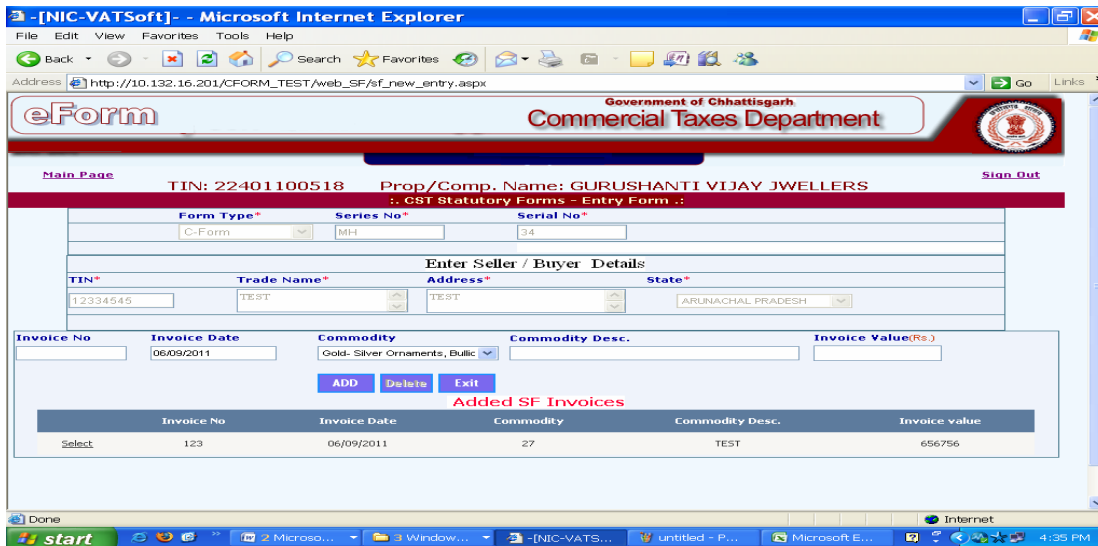 -[NIC-VATSoft]- - Microsoft Internet Explorer
File Edit View Favorites Tools Help
Back Search Favorites
Address http://10.132.16.201/CFORM_TEST/web_SF/sf_new_entry.aspx Go Links
eForm
Government of Chhattisgarh
Commercial Taxes Department
Main Page Sign Out
TIN: 22401100518 Prop/Comp. Name: GURUSHANTI VIJAY JWELLERS
:. CST Statutory Forms - Entry Form .:
Form Type* Series No* Serial No*
C-Form MH 34
Enter Seller / Buyer Details
TIN* Trade Name* Address* State*
12334545 TEST TEST ARUNACHAL PRADESH
Invoice No Invoice Date Commodity Commodity Desc. Invoice Value(Rs.)
06/09/2011 Gold- Silver Ornaments, Bullic
ADD Delete Exit
Added SF Invoices
Invoice No Invoice Date Commodity Commodity Desc. Invoice value
Select 123 06/09/2011 27 TEST 656756
Done Internet
start 2 Microso... 3 Window... -[NIC-VATS... untitled - P... Microsoft E... 4:35 PM